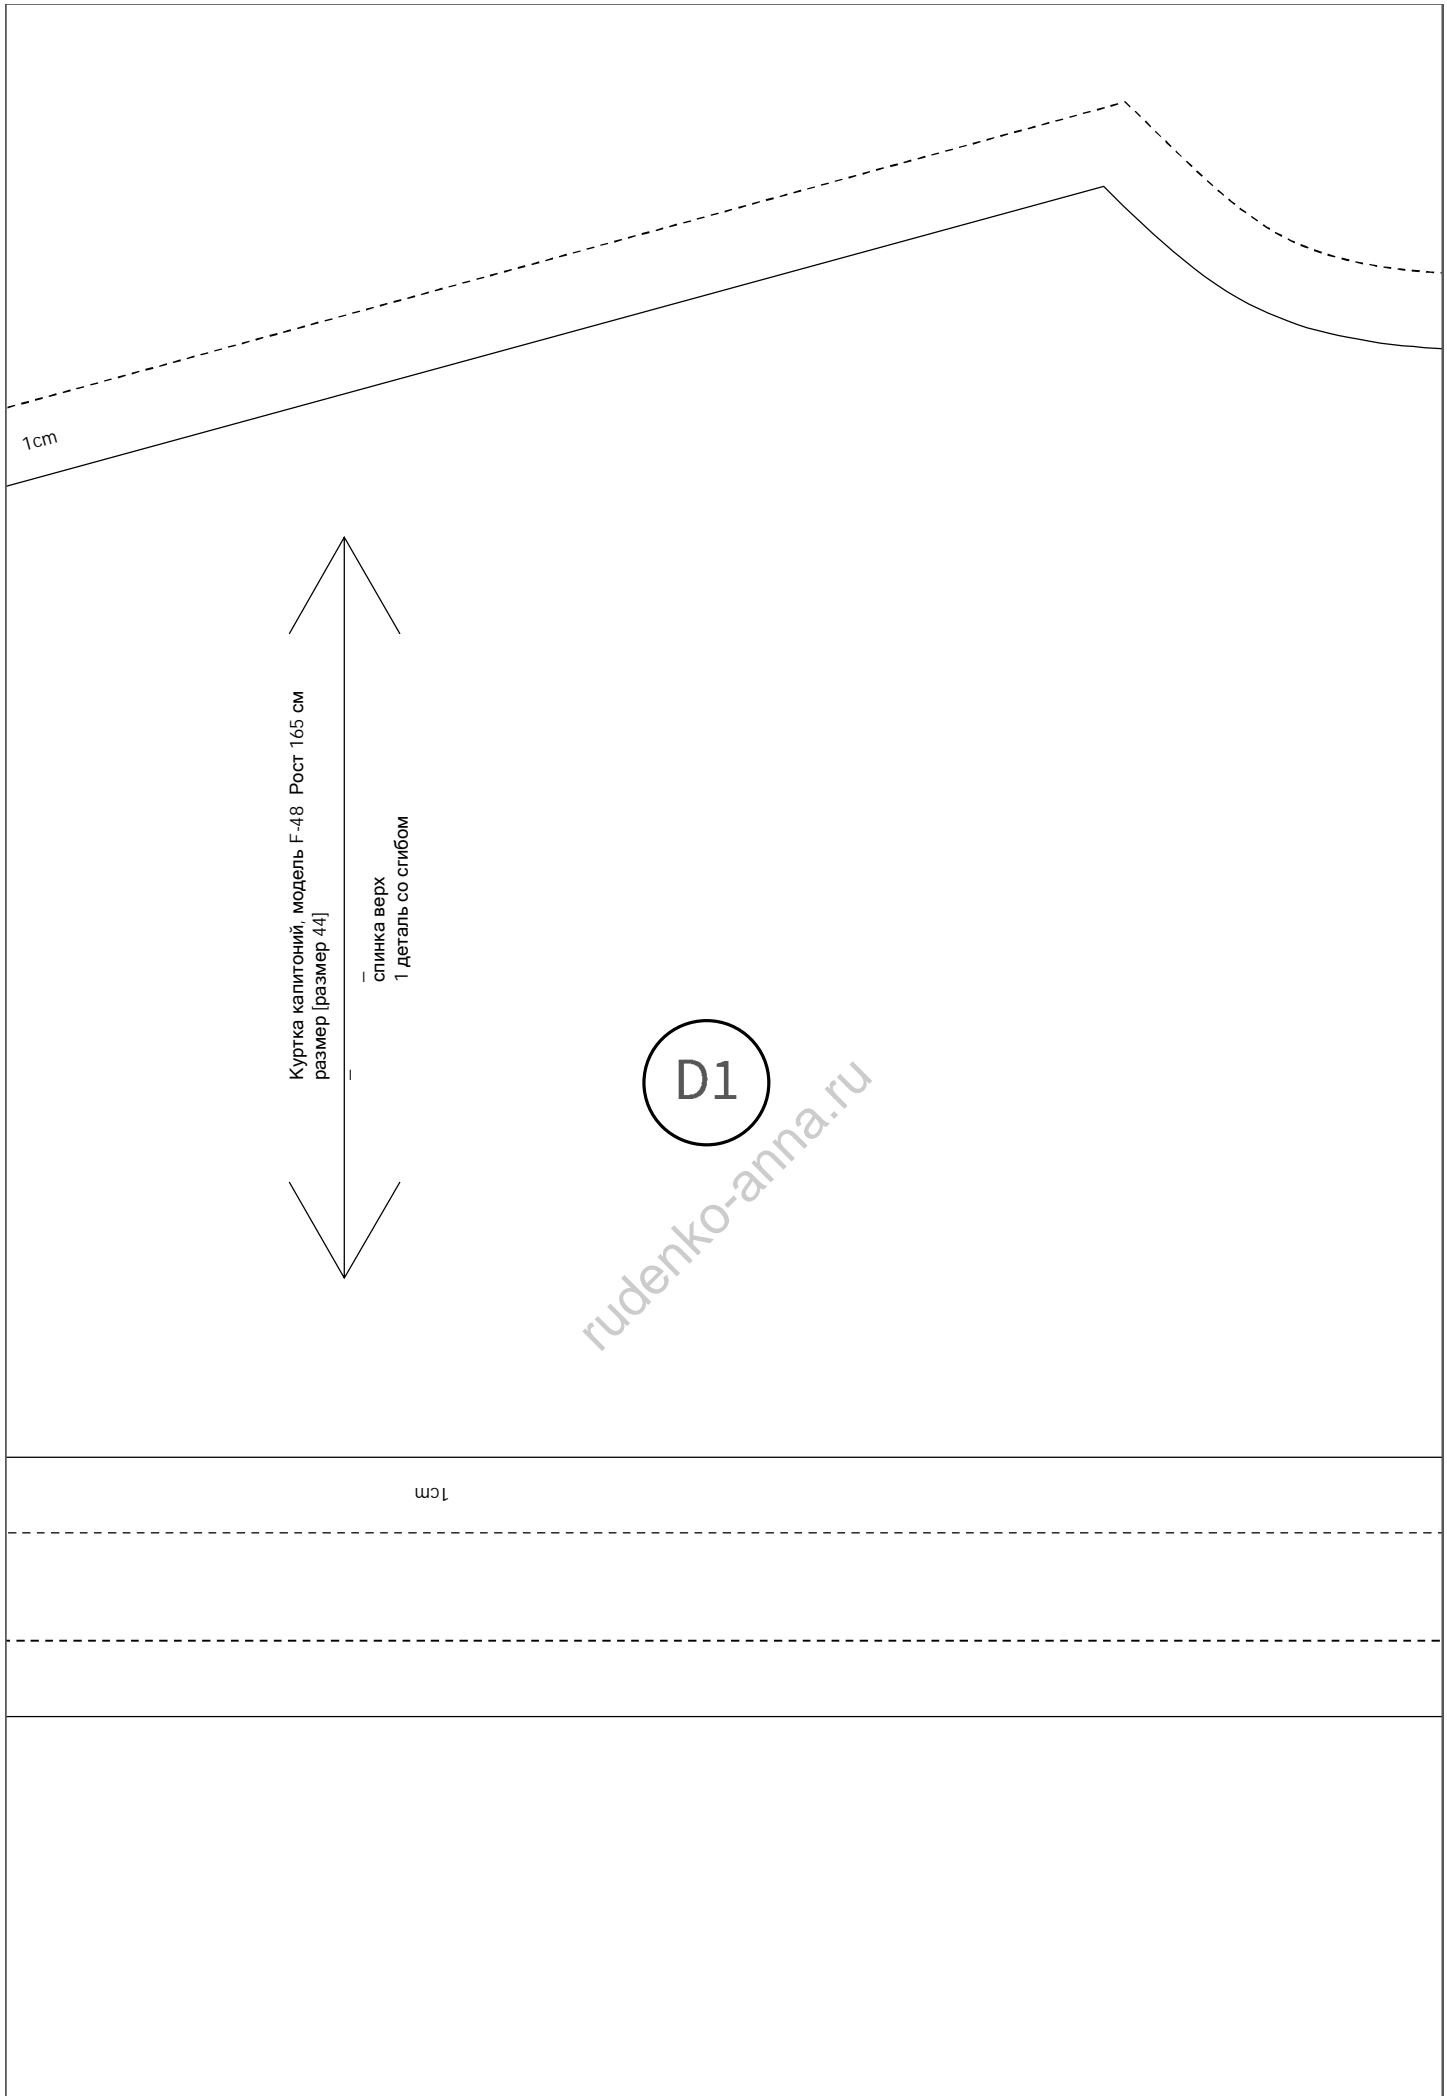 1cm
Куртка капитоний, модель F-48 Рост 165 см
размер [размер 44]
спинка верх
1 деталь со сгибом
D1
rudenko-anna.ru
1cm